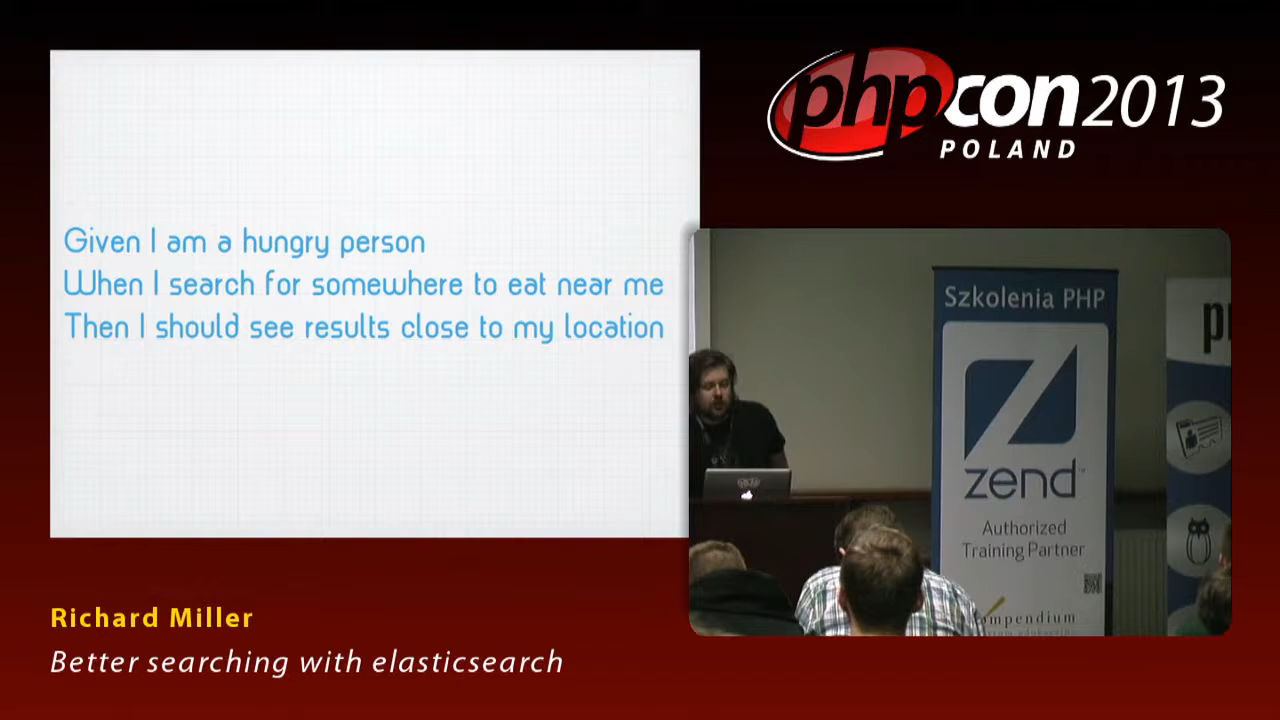 phpcon2013
POLAND
Given I am a hungry person
When I search for somewhere to eat near me
Then I should see results close to my location
Szkolenia PHP
zend
Authorized
Training Partner
Richard Miller
Better searching with elasticsearch